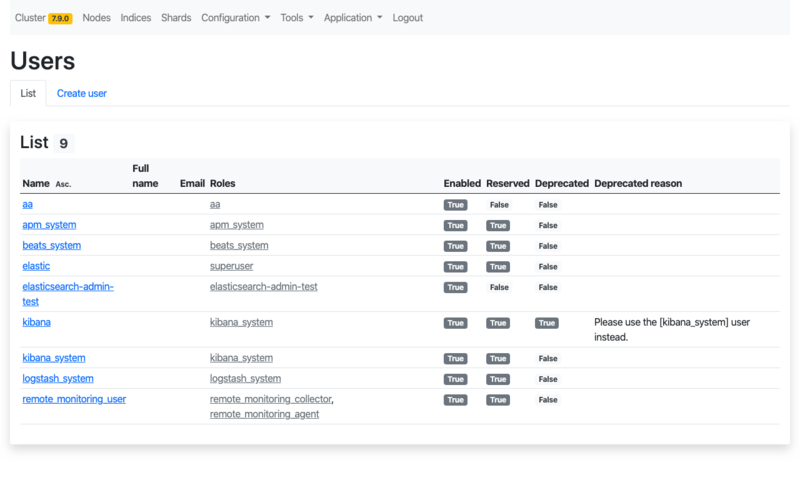 Cluster 7.9.0 Nodes Indices Shards Configuration Tools Application Logout
Users
List Create user
List 9
Full
Name Asc. name Email Roles Enabled Reserved Deprecated Deprecated reason
aa aa True False False
apm_system apm_system True True False
beats_system beats_system True True False
elastic superuser True True False
elasticsearch-admin- elasticsearch-admin-test True False False
test
kibana kibana_system True True True Please use the [kibana_system] user
instead.
kibana_system kibana_system True True False
logstash_system logstash_system True True False
remote_monitoring_user remote_monitoring_collector, True True False
remote_monitoring_agent